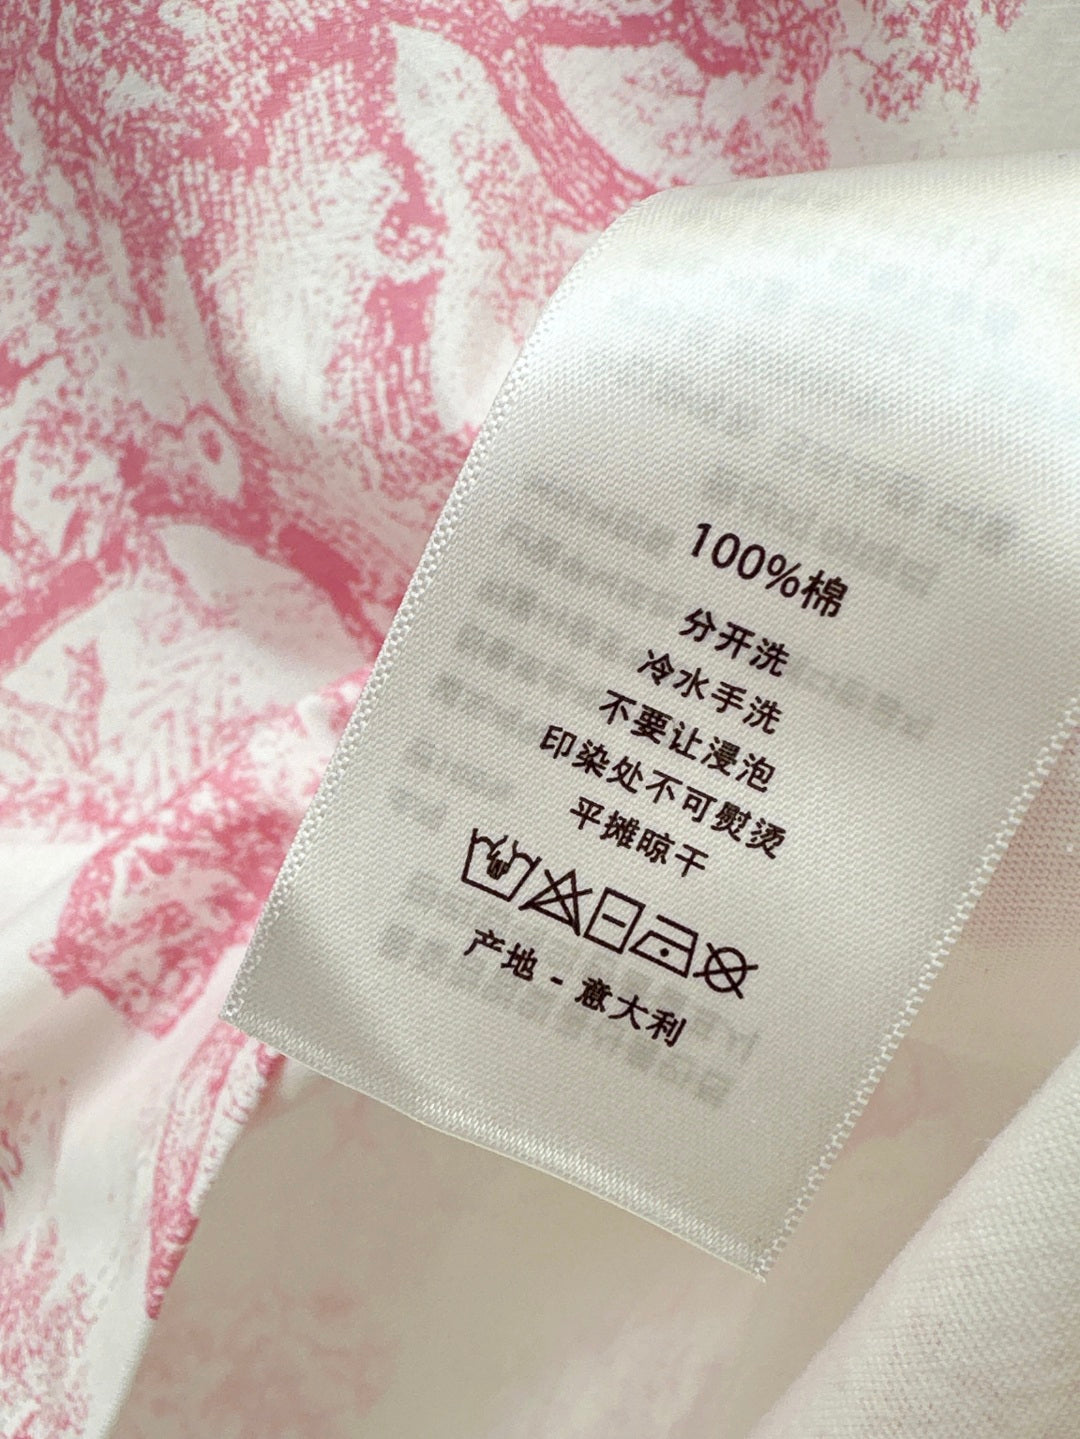 100%棉
分开洗
冷水手洗
不要让浸泡
印染处不可熨烫
平摊晾干
产地 - 意大利